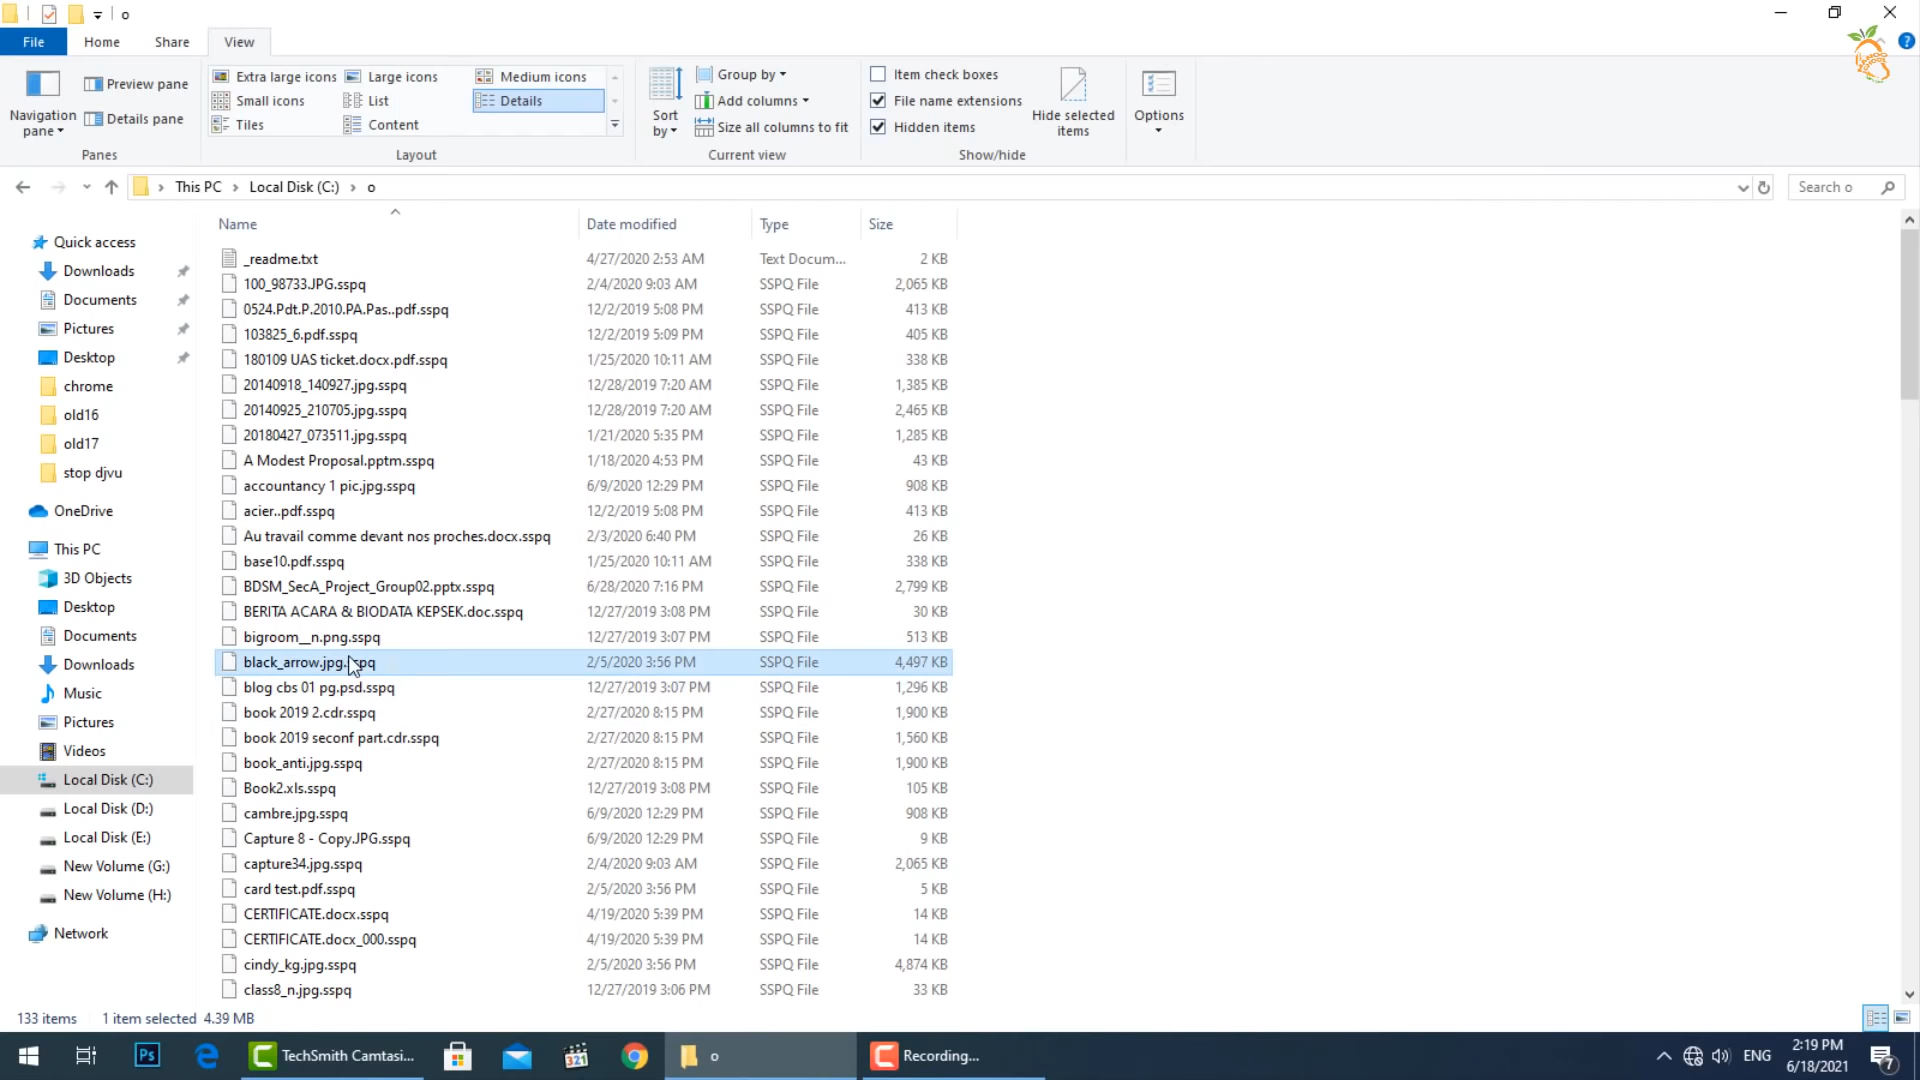 o
File Home Share View
Extra large icons Large icons Medium icons
Small icons List Details
Tiles Content
Layout
Navigation pane
Preview pane
Details pane
Panes
Sort by
Group by
Add columns
Size all columns to fit
Current view
Item check boxes
File name extensions
Hidden items
Hide selected items
Show/hide
Options
This PC Local Disk (C:) o
Search o
Quick access
Downloads
Documents
Pictures
Desktop
chrome
old16
old17
stop djvu
OneDrive
This PC
3D Objects
Desktop
Documents
Downloads
Music
Pictures
Videos
Local Disk (C:)
Local Disk (D:)
Local Disk (E:)
New Volume (G:)
New Volume (H:)
Network
Name Date modified Type Size
_readme.txt 4/27/2020 2:53 AM Text Docum... 2 KB
100_98733.JPG.sspq 2/4/2020 9:03 AM SSPQ File 2,065 KB
0524.Pdt.P.2010.PA.Pas..pdf.sspq 12/2/2019 5:08 PM SSPQ File 413 KB
103825_6.pdf.sspq 12/2/2019 5:09 PM SSPQ File 405 KB
180109 UAS ticket.docx.pdf.sspq 1/25/2020 10:11 AM SSPQ File 338 KB
20140918_140927.jpg.sspq 12/28/2019 7:20 AM SSPQ File 1,385 KB
20140925_210705.jpg.sspq 12/28/2019 7:20 AM SSPQ File 2,465 KB
20180427_073511.jpg.sspq 1/21/2020 5:35 PM SSPQ File 1,285 KB
A Modest Proposal.pptm.sspq 1/18/2020 4:53 PM SSPQ File 43 KB
accountancy 1 pic.jpg.sspq 6/9/2020 12:29 PM SSPQ File 908 KB
acier..pdf.sspq 12/2/2019 5:08 PM SSPQ File 413 KB
Au travail comme devant nos proches.docx.sspq 2/3/2020 6:40 PM SSPQ File 26 KB
base10.pdf.sspq 1/25/2020 10:11 AM SSPQ File 338 KB
BDSM_SecA_Project_Group02.pptx.sspq 6/28/2020 7:16 PM SSPQ File 2,799 KB
BERITA ACARA & BIODATA KEPSEK.doc.sspq 12/27/2019 3:08 PM SSPQ File 30 KB
bigroom__n.png.sspq 12/27/2019 3:07 PM SSPQ File 513 KB
black_arrow.jpg.sspq 2/5/2020 3:56 PM SSPQ File 4,497 KB
blog cbs 01 pg.psd.sspq 12/27/2019 3:07 PM SSPQ File 1,296 KB
book 2019 2.cdr.sspq 2/27/2020 8:15 PM SSPQ File 1,900 KB
book 2019 seconf part.cdr.sspq 2/27/2020 8:15 PM SSPQ File 1,560 KB
book_anti.jpg.sspq 2/27/2020 8:15 PM SSPQ File 1,900 KB
Book2.xls.sspq 12/27/2019 3:08 PM SSPQ File 105 KB
cambre.jpg.sspq 6/9/2020 12:29 PM SSPQ File 908 KB
Capture 8 - Copy.JPG.sspq 6/9/2020 12:29 PM SSPQ File 9 KB
capture34.jpg.sspq 2/4/2020 9:03 AM SSPQ File 2,065 KB
card test.pdf.sspq 2/5/2020 3:56 PM SSPQ File 5 KB
CERTIFICATE.docx.sspq 4/19/2020 5:39 PM SSPQ File 14 KB
CERTIFICATE.docx_000.sspq 4/19/2020 5:39 PM SSPQ File 14 KB
cindy_kg.jpg.sspq 2/5/2020 3:56 PM SSPQ File 4,874 KB
class8_n.jpg.sspq 12/27/2019 3:06 PM SSPQ File 33 KB
133 items 1 item selected 4.39 MB
Ps TechSmith Camtasi... 321 o Recording... ENG 2:19 PM
6/18/2021 7